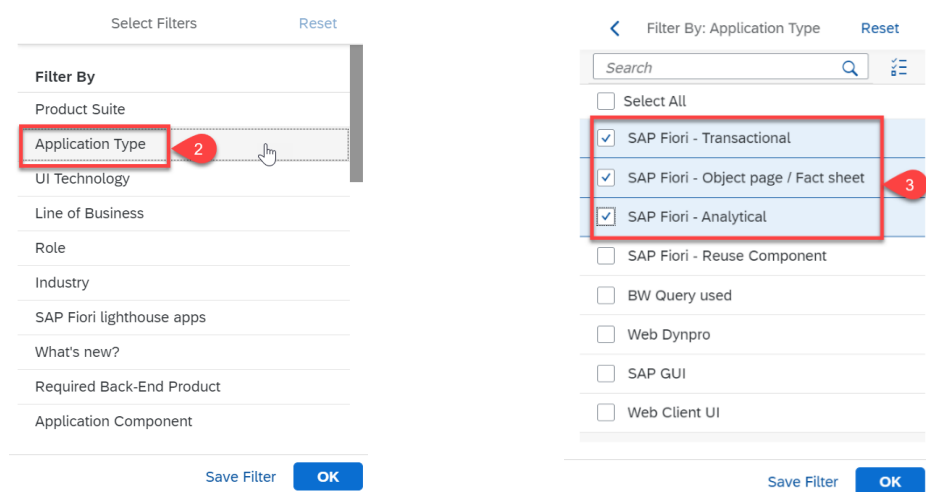 Select Filters Reset
Filter By
Product Suite
Application Type 2
UI Technology
Line of Business
Role
Industry
SAP Fiori lighthouse apps
What's new?
Required Back-End Product
Application Component
Save Filter OK
Filter By: Application Type Reset
Search
Select All
SAP Fiori - Transactional
SAP Fiori - Object page / Fact sheet 3
SAP Fiori - Analytical
SAP Fiori - Reuse Component
BW Query used
Web Dynpro
SAP GUI
Web Client UI
Save Filter OK